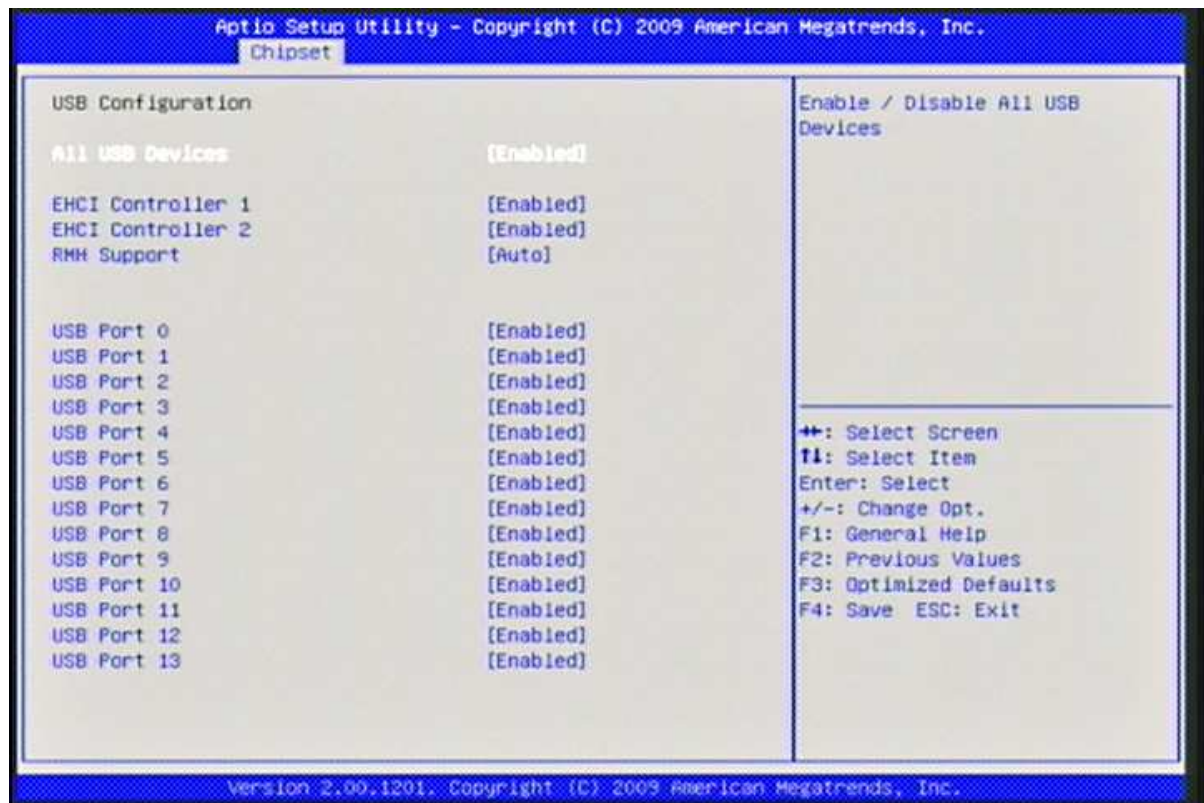 Aptio Setup Utility - Copyright (C) 2009 American Megatrends, Inc.
Chipset
USB Configuration
All USB Devices [Enabled]
EHCI Controller 1 [Enabled]
EHCI Controller 2 [Enabled]
RMH Support [Auto]
USB Port 0 [Enabled]
USB Port 1 [Enabled]
USB Port 2 [Enabled]
USB Port 3 [Enabled]
USB Port 4 [Enabled]
USB Port 5 [Enabled]
USB Port 6 [Enabled]
USB Port 7 [Enabled]
USB Port 8 [Enabled]
USB Port 9 [Enabled]
USB Port 10 [Enabled]
USB Port 11 [Enabled]
USB Port 12 [Enabled]
USB Port 13 [Enabled]
Enable / Disable All USB
Devices
→←: Select Screen
↑↓: Select Item
Enter: Select
+/-: Change Opt.
F1: General Help
F2: Previous Values
F3: Optimized Defaults
F4: Save ESC: Exit
Version 2.00.1201. Copyright (C) 2009 American Megatrends, Inc.